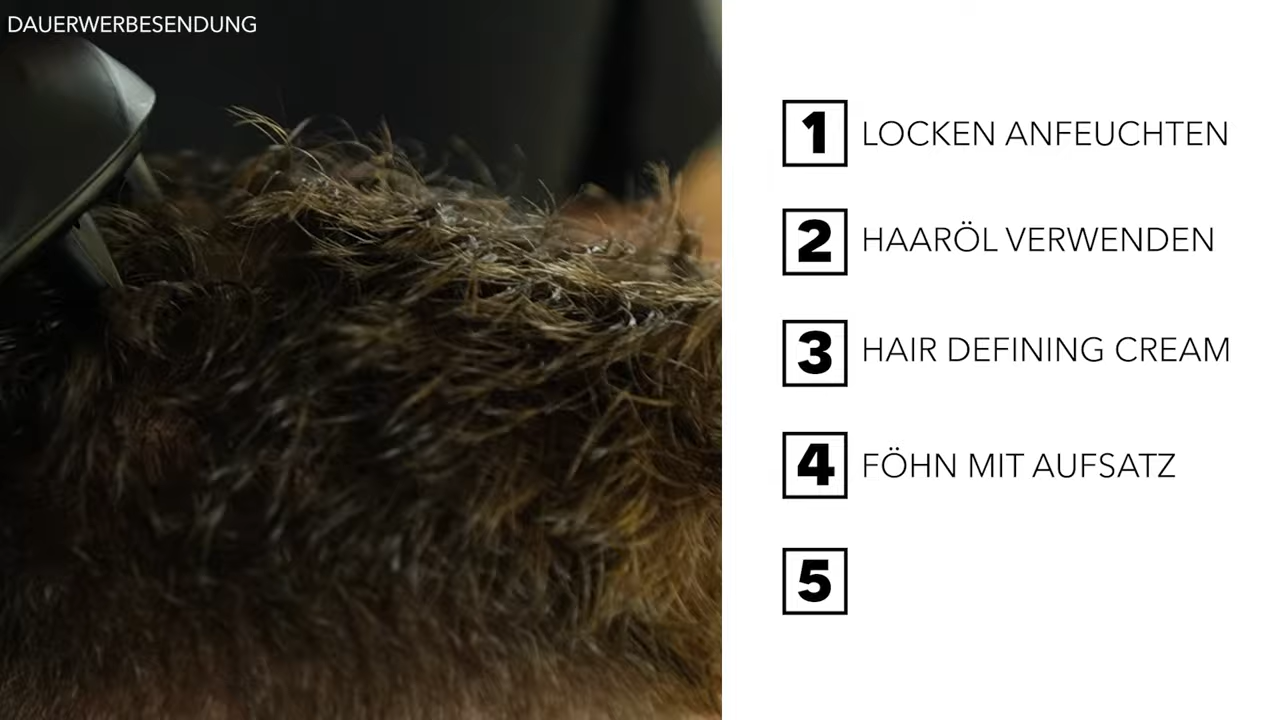 DAUERWERBESENDUNG
1 LOCKEN ANFEUCHTEN
2 HAARÖL VERWENDEN
3 HAIR DEFINING CREAM
4 FÖHN MIT AUFSATZ
5